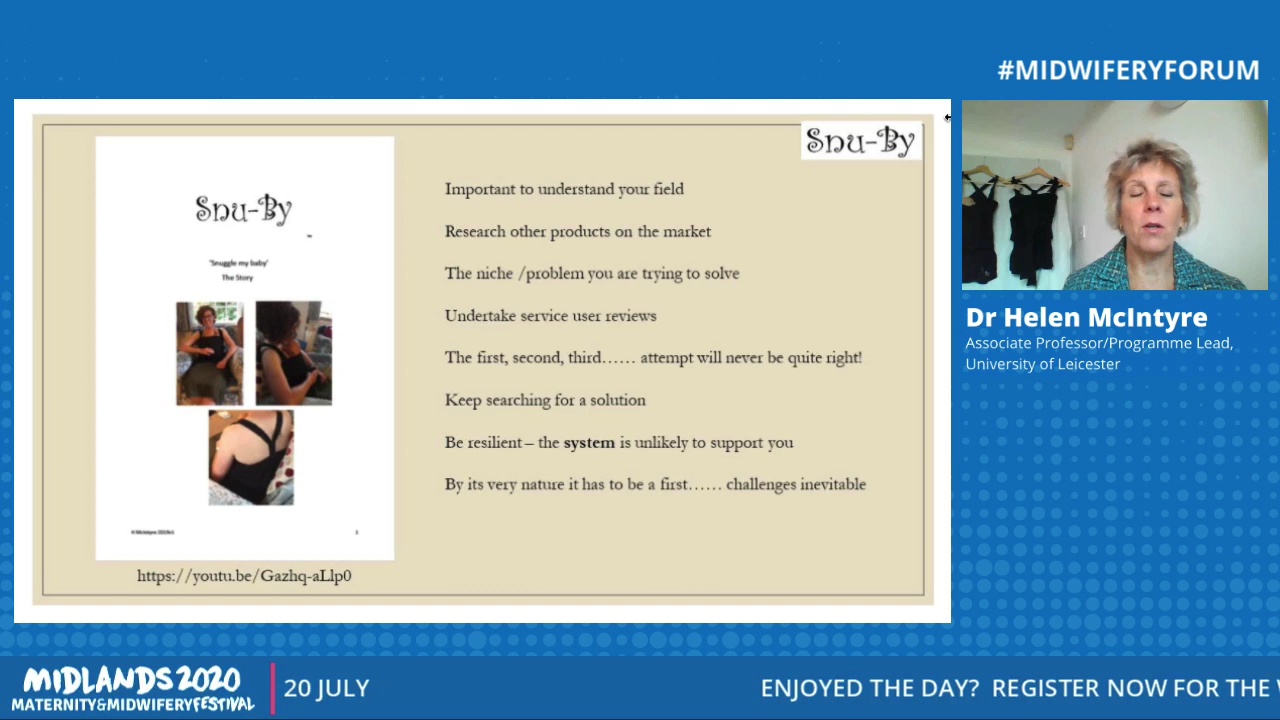 #MIDWIFERYFORUM
Snu-By
Snu-By
'Snuggle my baby'
The Story
https://youtu.be/Gazhq-aLlp0
Important to understand your field
Research other products on the market
The niche /problem you are trying to solve
Undertake service user reviews
The first, second, third…… attempt will never be quite right!
Keep searching for a solution
Be resilient – the system is unlikely to support you
By its very nature it has to be a first…… challenges inevitable
Dr Helen McIntyre
Associate Professor/Programme Lead,
University of Leicester
MIDLANDS 2020
MATERNITY&MIDWIFERYFESTIVAL
20 JULY
ENJOYED THE DAY? REGISTER NOW FOR THE